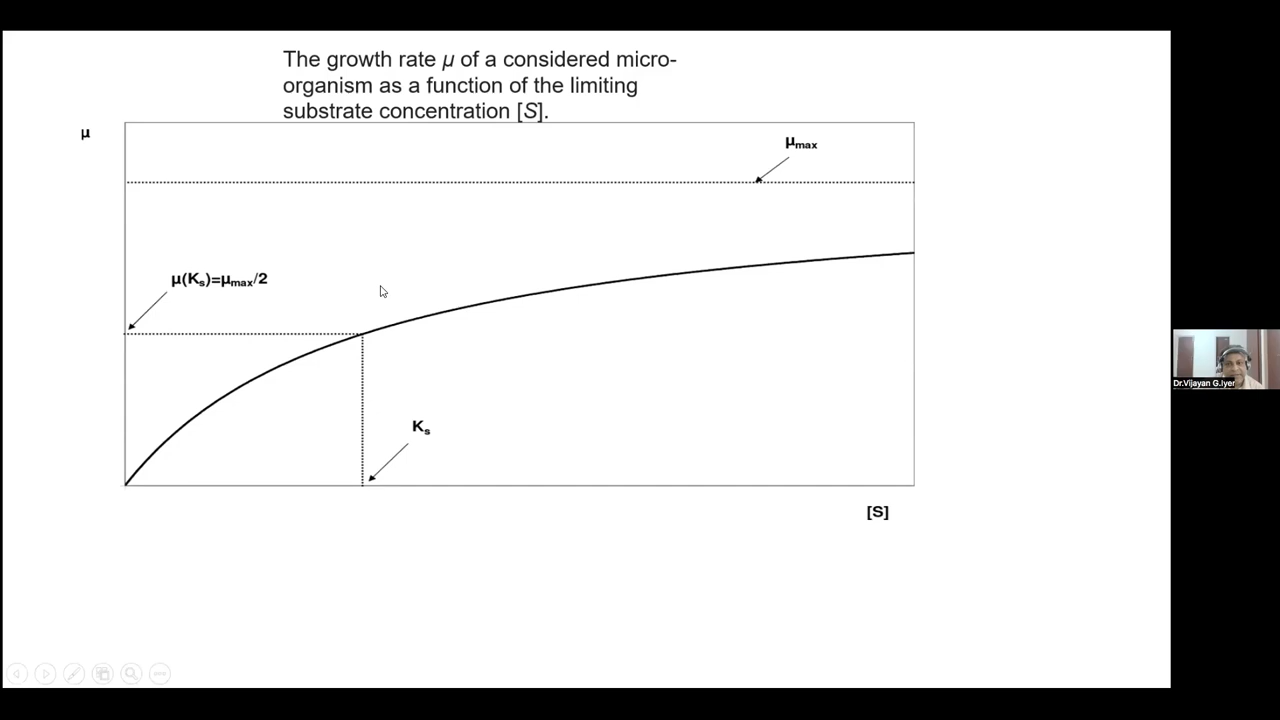 The growth rate μ of a considered micro-
organism as a function of the limiting
substrate concentration [S].
μ
μmax
μ(Ks)=μmax/2
Ks
[S]
Dr.Vijayan G.Iyer